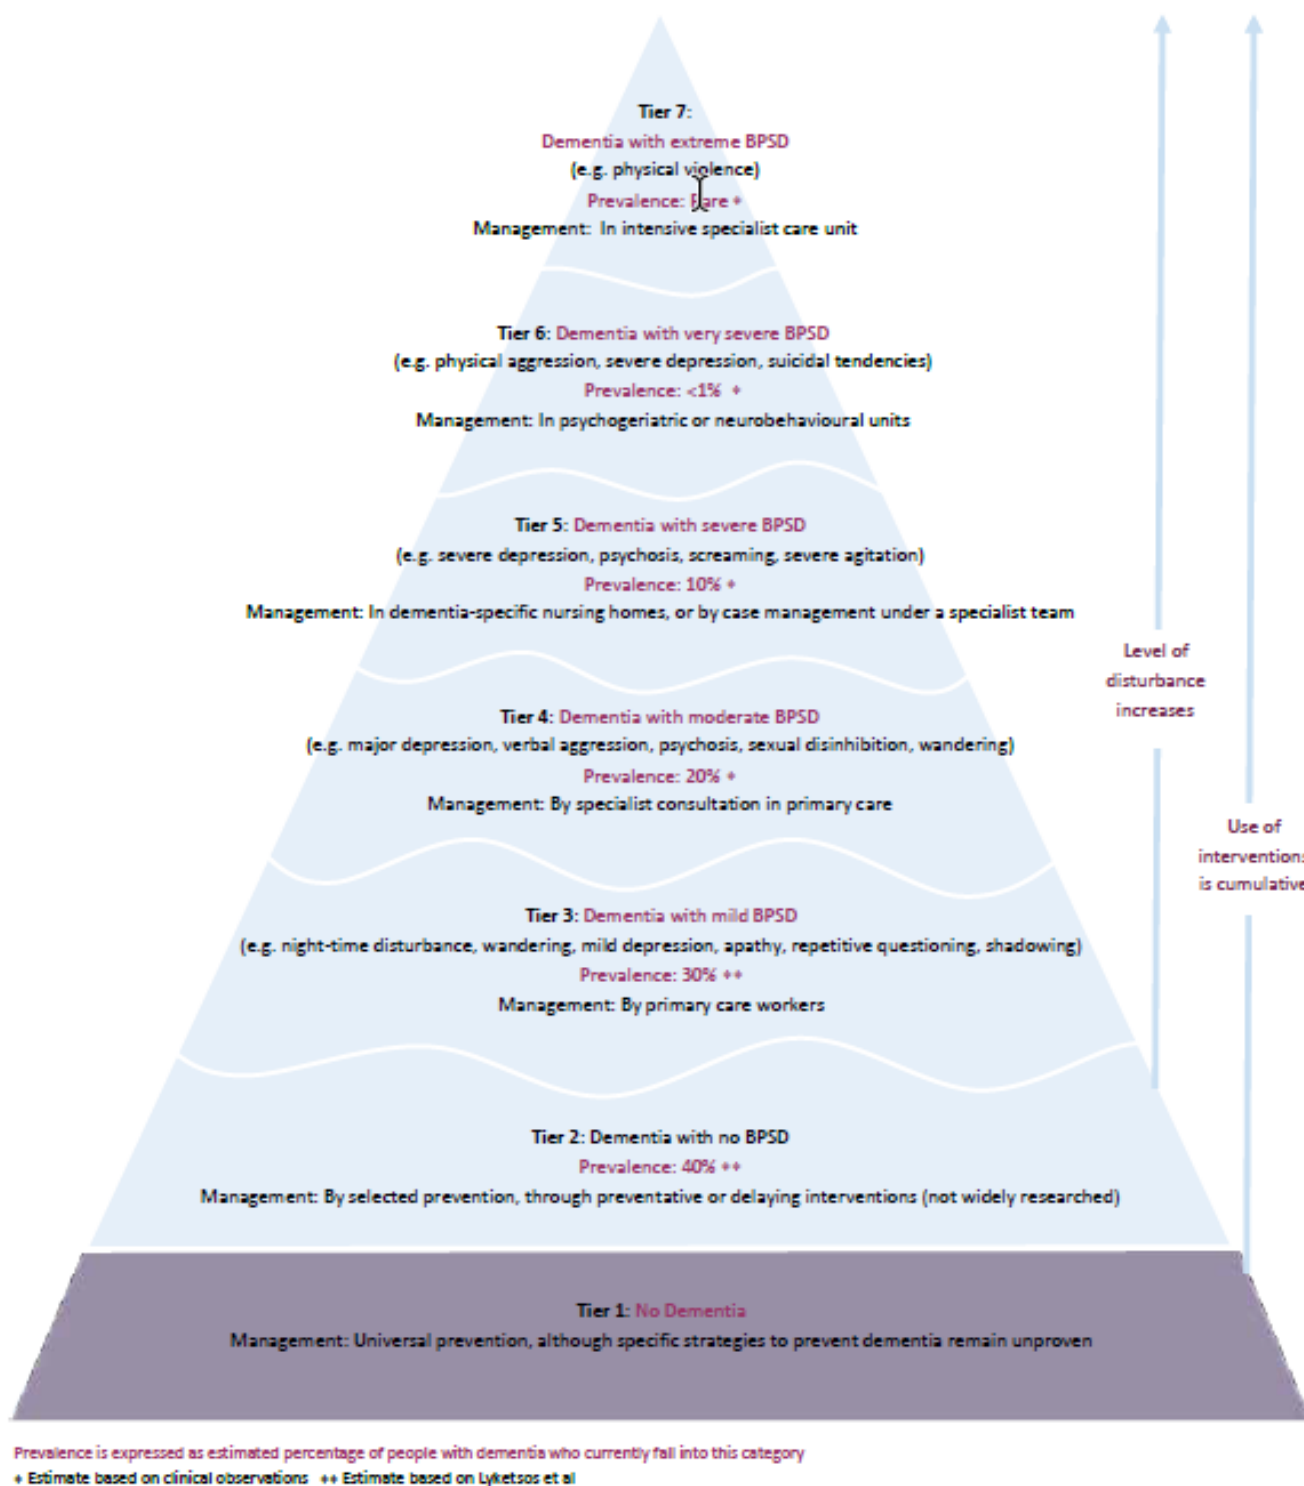 Tier 7:
Dementia with extreme BPSD
(e.g. physical violence)
Prevalence: Rare +
Management: In intensive specialist care unit
Tier 6: Dementia with very severe BPSD
(e.g. physical aggression, severe depression, suicidal tendencies)
Prevalence: <1% +
Management: In psychogeriatric or neurobehavioural units
Tier 5: Dementia with severe BPSD
(e.g. severe depression, psychosis, screaming, severe agitation)
Prevalence: 10% +
Management: In dementia-specific nursing homes, or by case management under a specialist team
Level of
disturbance
increases
Tier 4: Dementia with moderate BPSD
(e.g. major depression, verbal aggression, psychosis, sexual disinhibition, wandering)
Prevalence: 20% +
Management: By specialist consultation in primary care
Use of
interventions
is cumulative
Tier 3: Dementia with mild BPSD
(e.g. night-time disturbance, wandering, mild depression, apathy, repetitive questioning, shadowing)
Prevalence: 30% ++
Management: By primary care workers
Tier 2: Dementia with no BPSD
Prevalence: 40% ++
Management: By selected prevention, through preventative or delaying interventions (not widely researched)
Tier 1: No Dementia
Management: Universal prevention, although specific strategies to prevent dementia remain unproven
Prevalence is expressed as estimated percentage of people with dementia who currently fall into this category
+ Estimate based on clinical observations ++ Estimate based on Lyketsos et al